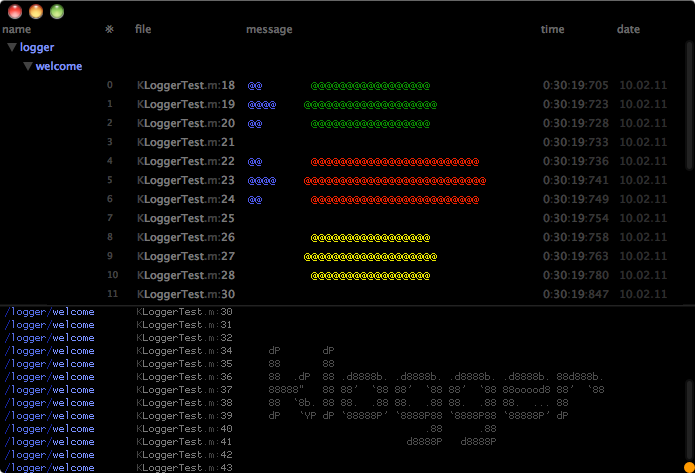 name ※ file message time date
logger
welcome
0 KLoggerTest.m:18 @@ @@@@@@@@@@@@@@@@@ 0:30:19:705 10.02.11
1 KLoggerTest.m:19 @@@@ @@@@@@@@@@@@@@@@@@@ 0:30:19:723 10.02.11
2 KLoggerTest.m:20 @@ @@@@@@@@@@@@@@@@@ 0:30:19:728 10.02.11
3 KLoggerTest.m:21 0:30:19:733 10.02.11
4 KLoggerTest.m:22 @@ @@@@@@@@@@@@@@@@@@@@@@@@ 0:30:19:736 10.02.11
5 KLoggerTest.m:23 @@@@ @@@@@@@@@@@@@@@@@@@@@@@@@@ 0:30:19:741 10.02.11
6 KLoggerTest.m:24 @@ @@@@@@@@@@@@@@@@@@@@@@@@ 0:30:19:749 10.02.11
7 KLoggerTest.m:25 0:30:19:754 10.02.11
8 KLoggerTest.m:26 @@@@@@@@@@@@@@@@@ 0:30:19:758 10.02.11
9 KLoggerTest.m:27 @@@@@@@@@@@@@@@@@@@ 0:30:19:763 10.02.11
10 KLoggerTest.m:28 @@@@@@@@@@@@@@@@@ 0:30:19:780 10.02.11
11 KLoggerTest.m:30 0:30:19:847 10.02.11
/logger/welcome KLoggerTest.m:30
/logger/welcome KLoggerTest.m:31
/logger/welcome KLoggerTest.m:32
/logger/welcome KLoggerTest.m:34 dP       dP
/logger/welcome KLoggerTest.m:35 88       88
/logger/welcome KLoggerTest.m:36 88  .dP  88 .d8888b. .d8888b. .d8888b. .d8888b. 88d888b.
/logger/welcome KLoggerTest.m:37 88888"   88 88'  `88 88'  `88 88'  `88 88ooood8 88'  `88
/logger/welcome KLoggerTest.m:38 88  `8b. 88 88.  .88 88.  .88 88.  .88 88.  ... 88
/logger/welcome KLoggerTest.m:39 dP   `YP dP `88888P' `8888P88 `8888P88 `88888P' dP
/logger/welcome KLoggerTest.m:40 .88      .88
/logger/welcome KLoggerTest.m:41 d8888P   d8888P
/logger/welcome KLoggerTest.m:42
/logger/welcome KLoggerTest.m:43